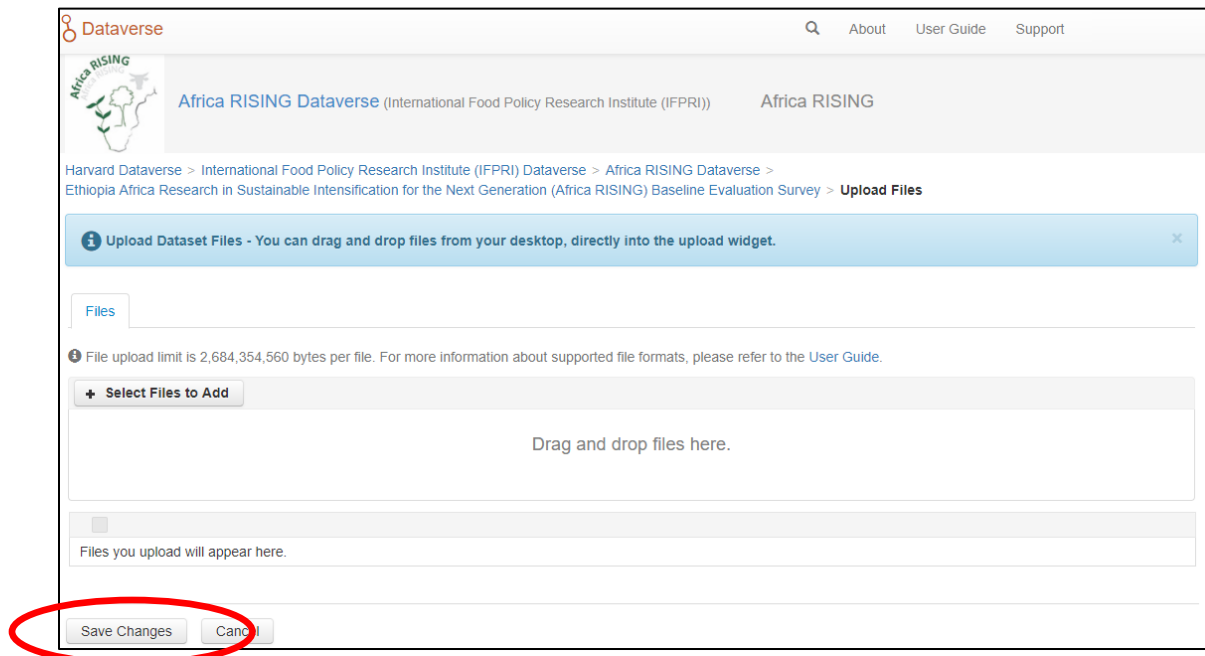 Dataverse
About User Guide Support
Africa RISING
Africa RISING Dataverse (International Food Policy Research Institute (IFPRI)) Africa RISING
Harvard Dataverse > International Food Policy Research Institute (IFPRI) Dataverse > Africa RISING Dataverse >
Ethiopia Africa Research in Sustainable Intensification for the Next Generation (Africa RISING) Baseline Evaluation Survey > Upload Files
Upload Dataset Files - You can drag and drop files from your desktop, directly into the upload widget. ×
Files
File upload limit is 2,684,354,560 bytes per file. For more information about supported file formats, please refer to the User Guide.
+ Select Files to Add
Drag and drop files here.
Files you upload will appear here.
Save Changes Cancel